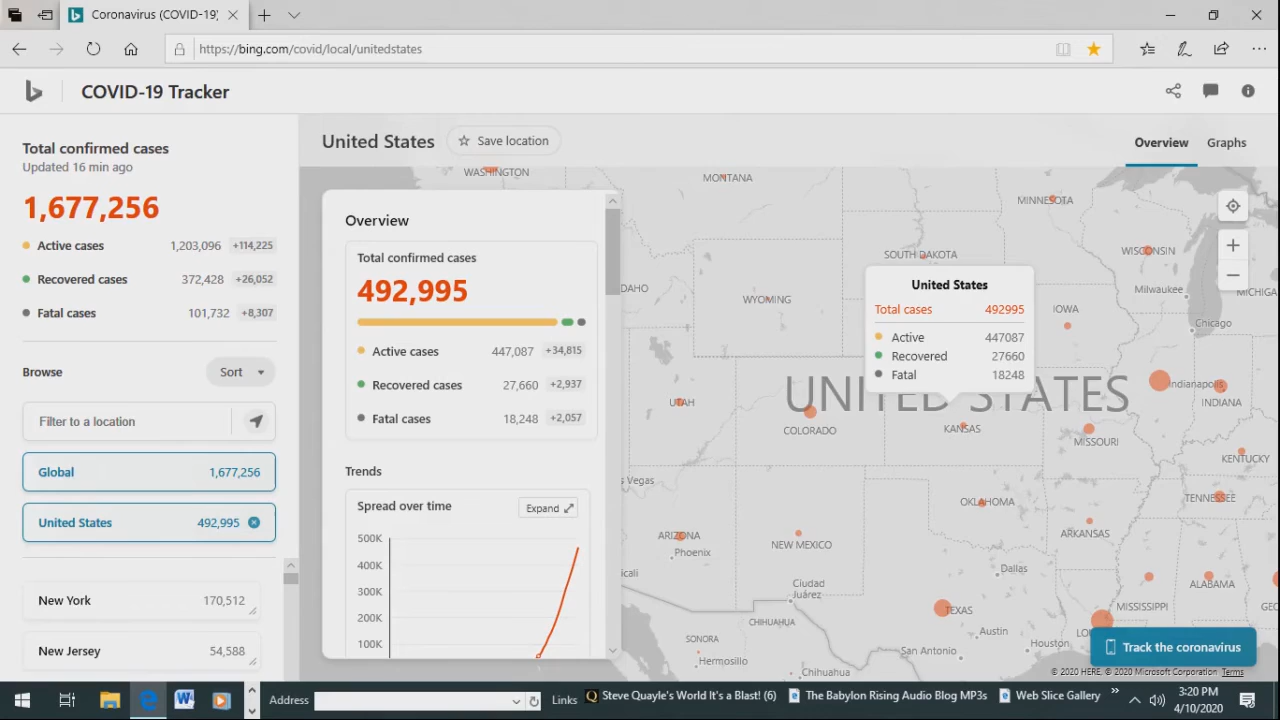 Coronavirus (COVID-19)
https://bing.com/covid/local/unitedstates
COVID-19 Tracker
Total confirmed cases
Updated 16 min ago
1,677,256
Active cases 1,203,096 +114,225
Recovered cases 372,428 +26,052
Fatal cases 101,732 +8,307
Browse Sort
Filter to a location
Global 1,677,256
United States 492,995
New York 170,512
New Jersey 54,588
United States Save location
Overview Graphs
Overview
Total confirmed cases
492,995
Active cases 447,087 +34,815
Recovered cases 27,660 +2,937
Fatal cases 18,248 +2,057
Trends
Spread over time Expand
500K
400K
300K
200K
100K
WASHINGTON
MONTANA
MINNESOTA
SOUTH DAKOTA
WISCONSIN
IDAHO
WYOMING
Milwaukee
MICHIGA
IOWA
Chicago
United States
Total cases 492995
Active 447087
Recovered 27660
Fatal 18248
UNITED STATES
UTAH
COLORADO
KANSAS
Indianapolis
INDIANA
MISSOURI
KENTUCKY
s Vegas
OKLAHOMA
TENNESSEE
ARIZONA
Phoenix
NEW MEXICO
ARKANSAS
icali
Dallas
Ciudad
Juárez
ALABAMA
MISSISSIPPI
GEO
TEXAS
CHIHUAHUA
Austin
LO
SONORA
Hermosillo
San Antonio
Houston
Chihuahua
Track the coronavirus
© 2020 HERE, © 2020 Microsoft Corporation Terms
Address
Links
Steve Quayle's World It's a Blast! (6)
The Babylon Rising Audio Blog MP3s
Web Slice Gallery
3:20 PM
4/10/2020